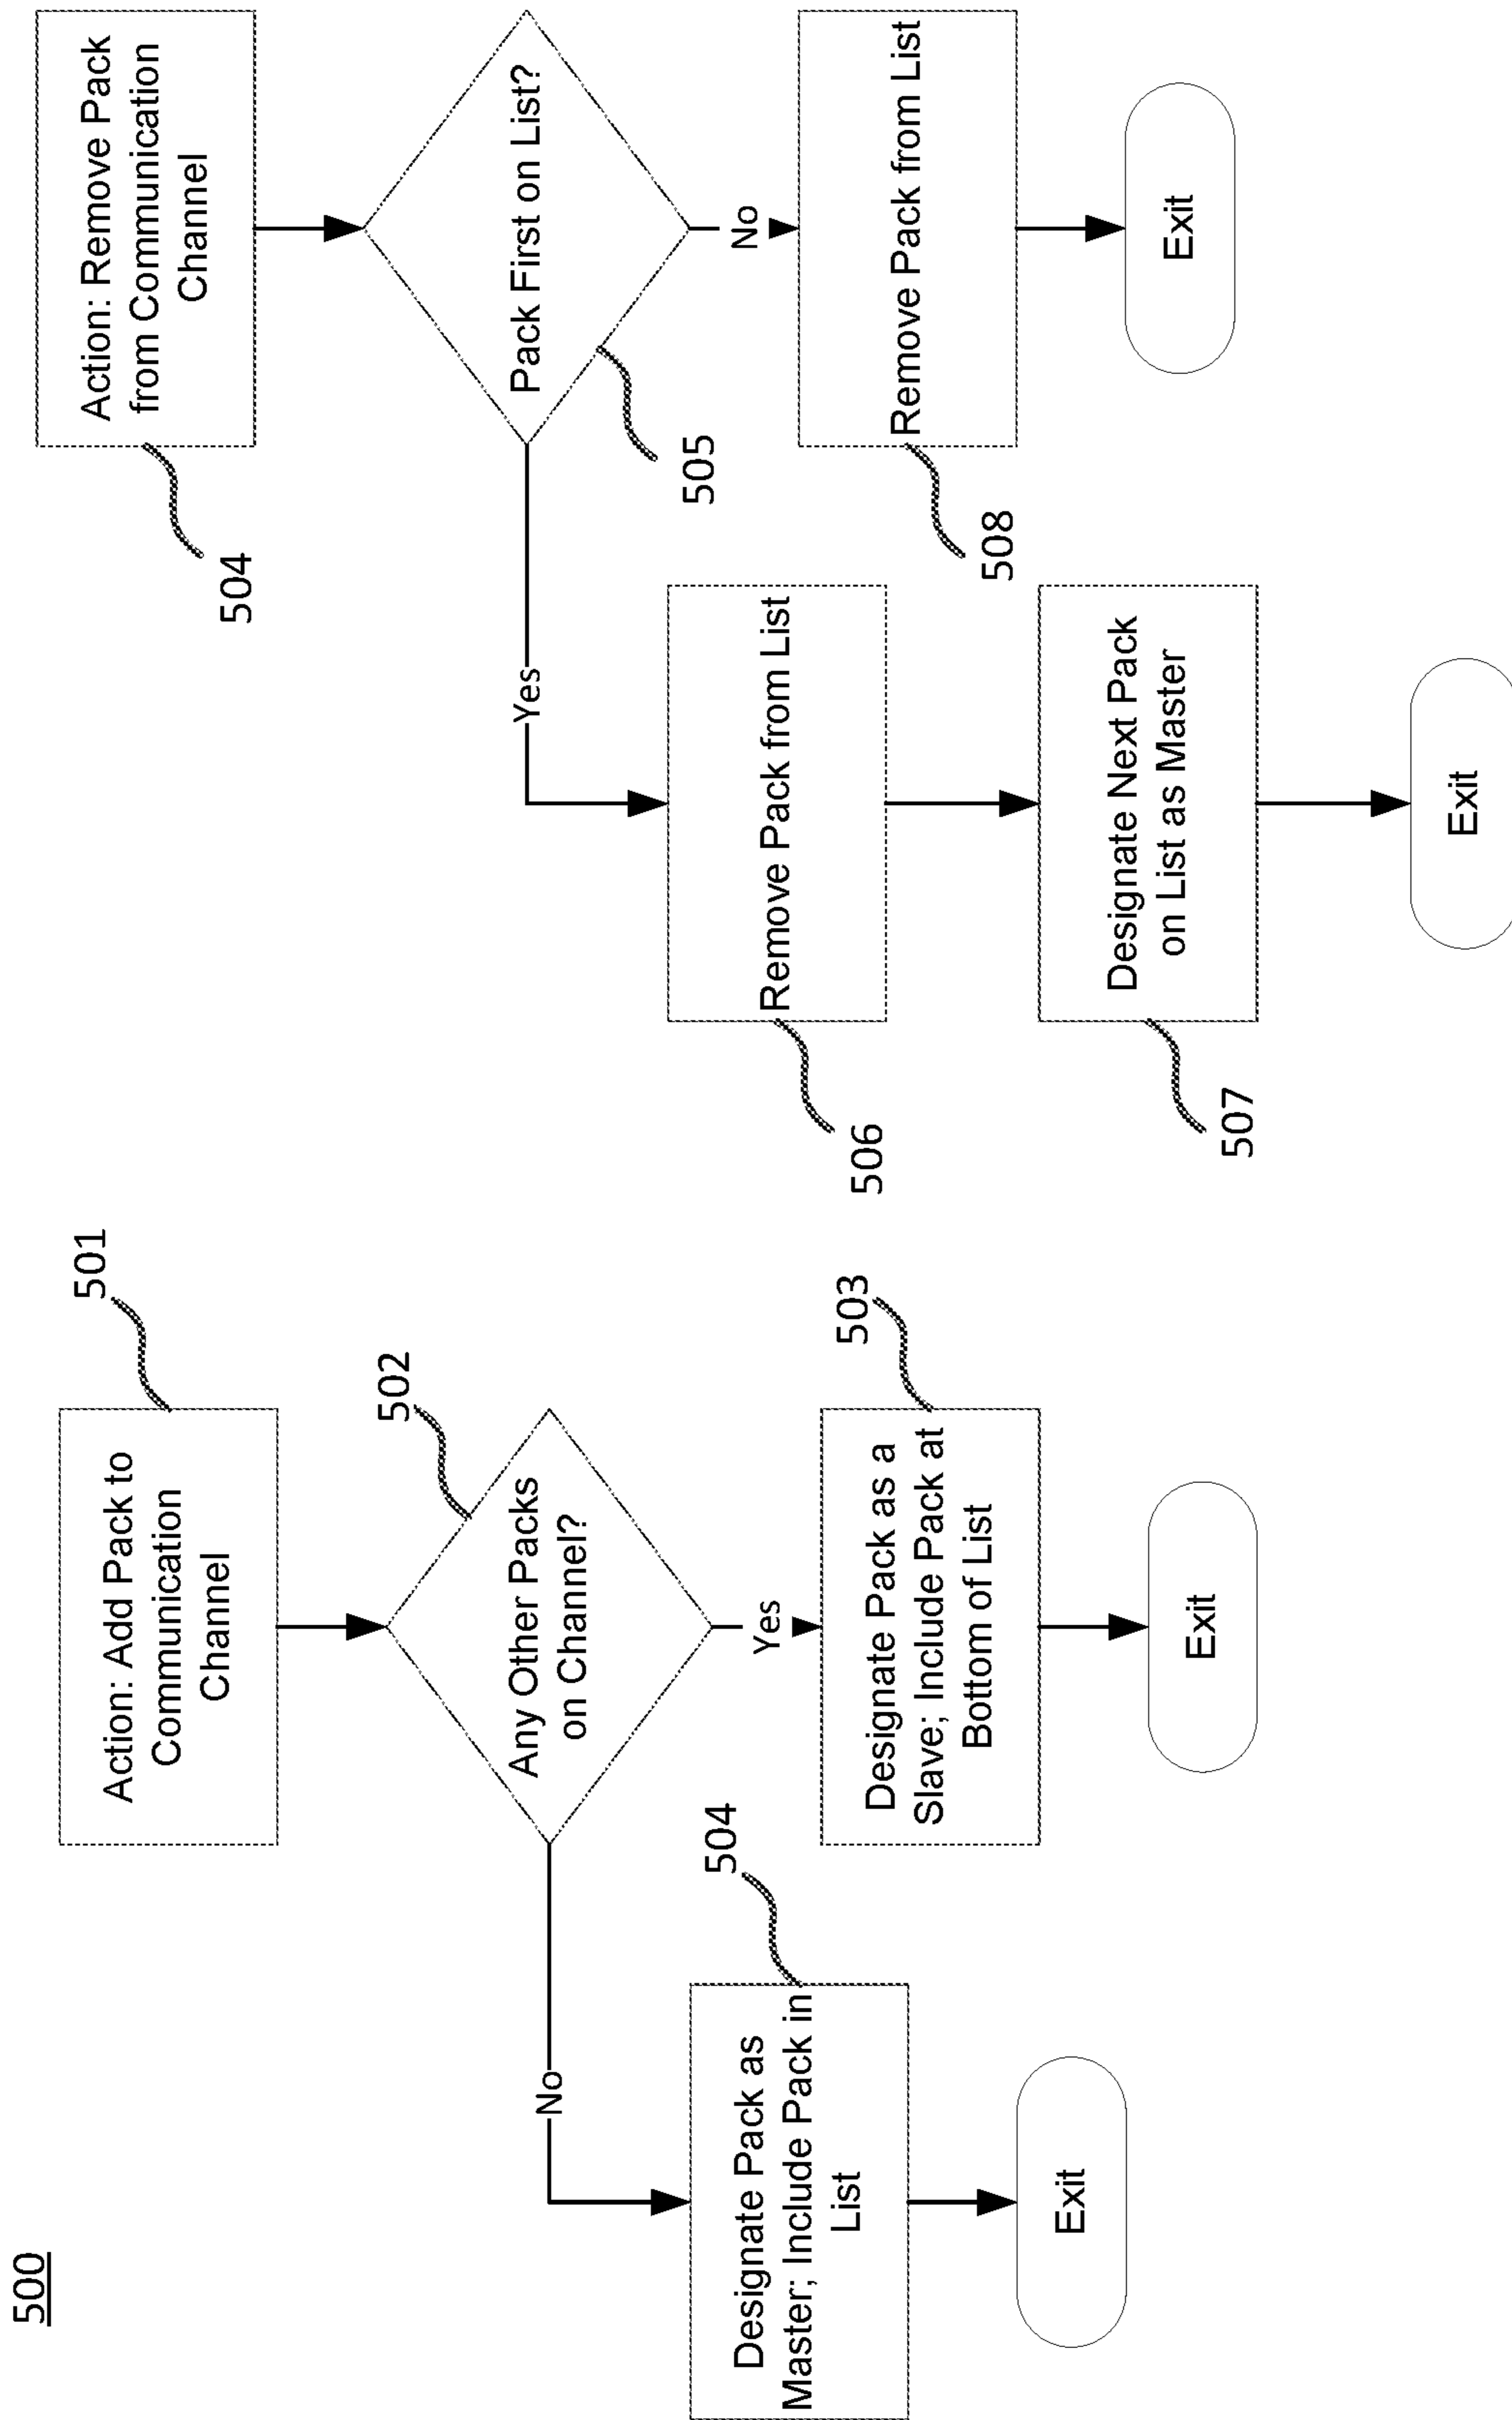 500
Action: Add Pack to
Communication
Channel
501
Any Other Packs
on Channel?
502
No
Yes
Designate Pack as
Master; Include Pack in
List
504
Exit
Designate Pack as a
Slave; Include Pack at
Bottom of List
503
Exit
Action: Remove Pack
from Communication
Channel
504
Pack First on List?
505
Yes
No
Remove Pack from List
506
Designate Next Pack
on List as Master
507
Exit
Remove Pack from List
508
Exit